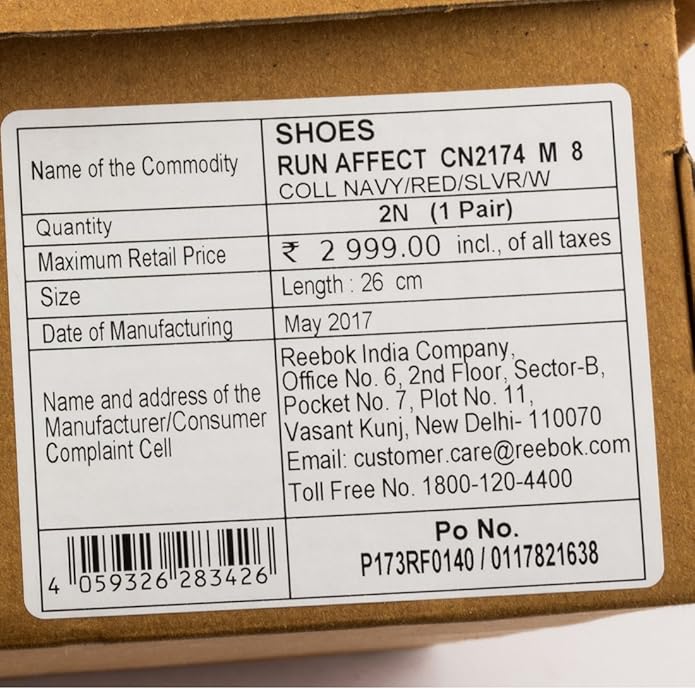 Name of the Commodity
SHOES
RUN AFFECT CN2174 M 8
COLL NAVY/RED/SLVR/W
Quantity
2N (1 Pair)
Maximum Retail Price
₹ 2 999.00 incl., of all taxes
Size
Length : 26 cm
Date of Manufacturing
May 2017
Name and address of the
Manufacturer/Consumer
Complaint Cell
Reebok India Company,
Office No. 6, 2nd Floor, Sector-B,
Pocket No. 7, Plot No. 11,
Vasant Kunj, New Delhi- 110070
Email: customer.care@reebok.com
Toll Free No. 1800-120-4400
4 059326 283426
Po No.
P173RF0140 / 0117821638